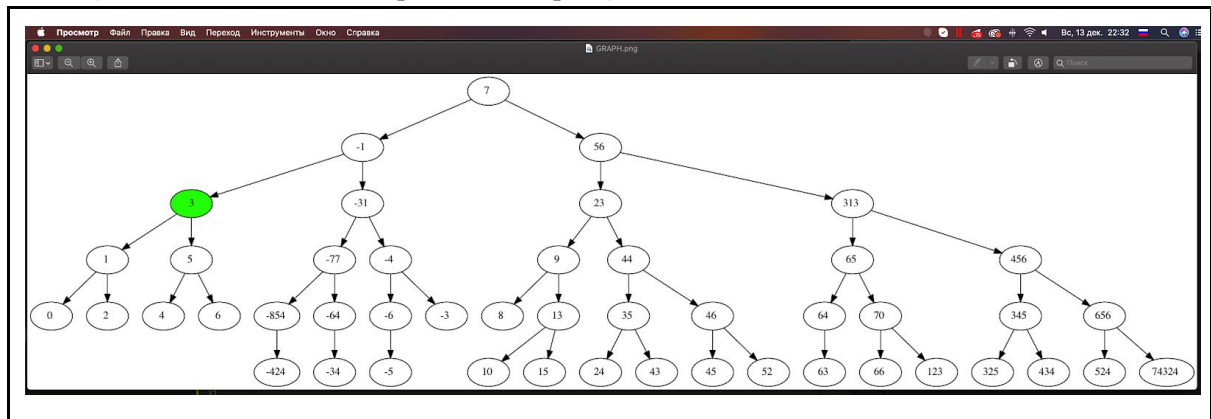 Просмотр Файл Правка Вид Переход Инструменты Окно Справка Вс, 13 дек. 22:32
GRAPH.png
Поиск
7
-1 56
3 -31 23 313
1 5 -77 -4 9 44 65 456
0 2 4 6 -854 -64 -6 -3 8 13 35 46 64 70 345 656
-424 -34 -5 10 15 24 43 45 52 63 66 123 325 434 524 74324